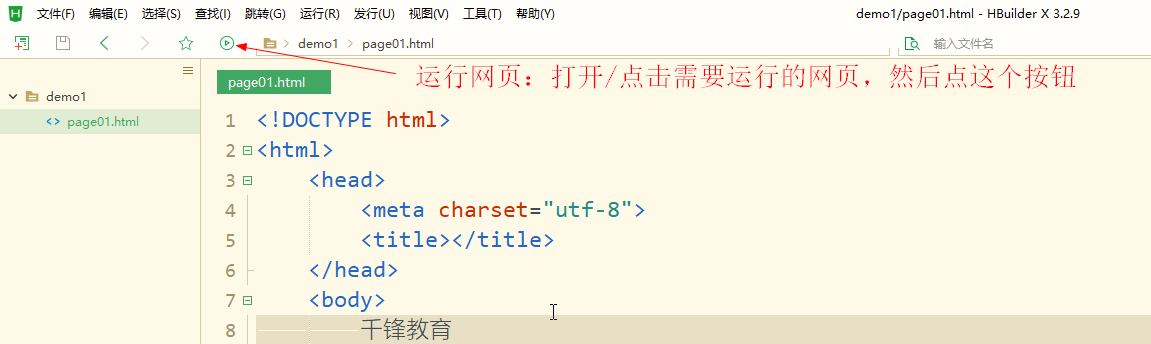 H 文件(F) 编辑(E) 选择(S) 查找(I) 跳转(G) 运行(R) 发行(U) 视图(V) 工具(T) 帮助(Y) demo1/page01.html - HBuilder X 3.2.9
demo1 page01.html 输入文件名
运行网页：打开/点击需要运行的网页，然后点这个按钮
demo1
page01.html
page01.html
1 <!DOCTYPE html>
2 <html>
3 <head>
4 <meta charset="utf-8">
5 <title></title>
6 </head>
7 <body>
8 千锋教育